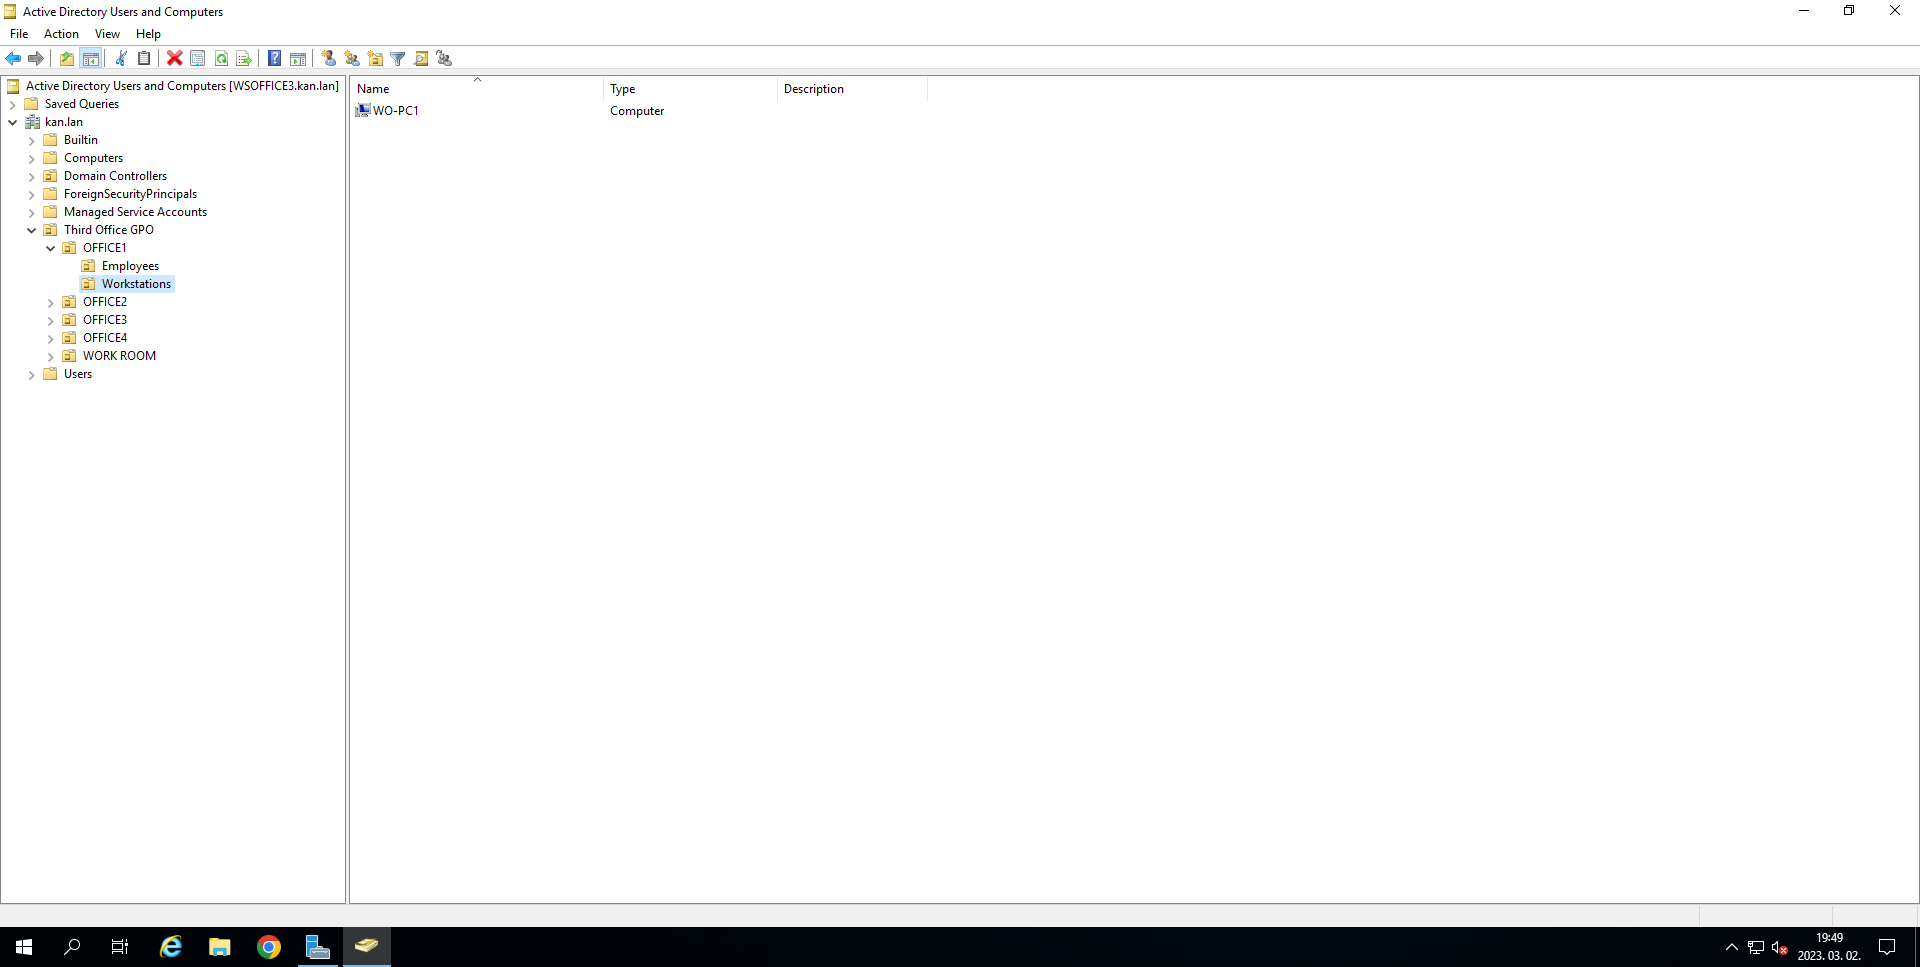 Active Directory Users and Computers
File Action View Help
Active Directory Users and Computers [WSOFFICE3.kan.lan]
Saved Queries
kan.lan
Builtin
Computers
Domain Controllers
ForeignSecurityPrincipals
Managed Service Accounts
Third Office GPO
OFFICE1
Employees
Workstations
OFFICE2
OFFICE3
OFFICE4
WORK ROOM
Users
Name Type Description
WO-PC1 Computer
19:49
2023. 03. 02.